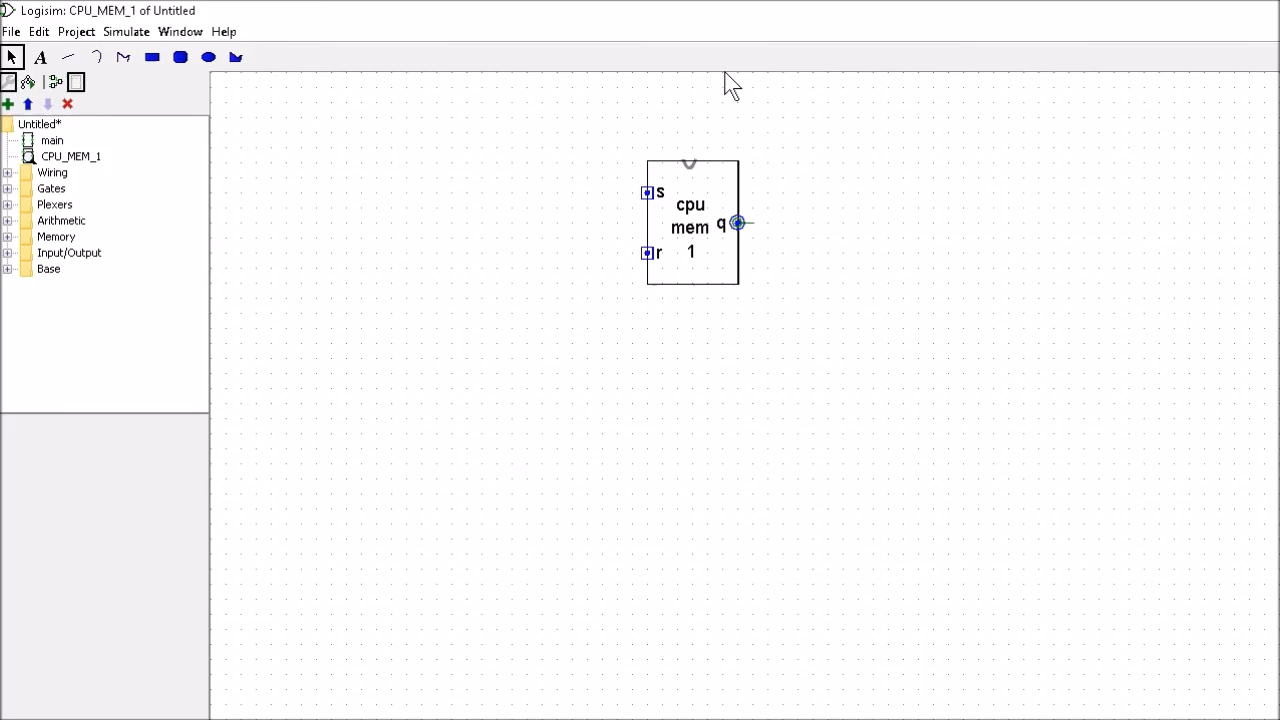 Logisim: CPU_MEM_1 of Untitled
File Edit Project Simulate Window Help
A
Untitled*
main
CPU_MEM_1
Wiring
Gates
Plexers
Arithmetic
Memory
Input/Output
Base
s
cpu
mem q
r 1